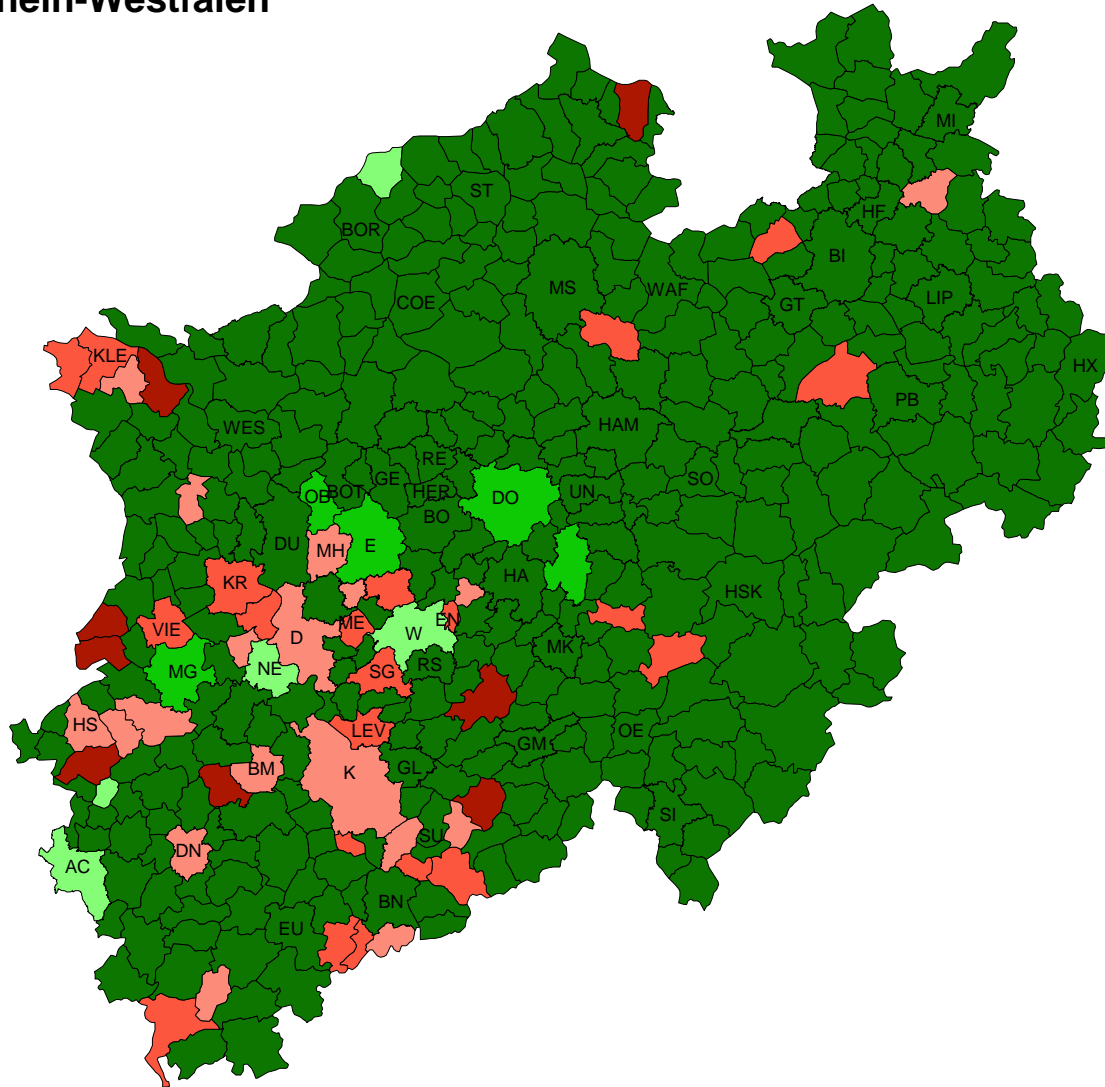 hein-Westfalen
MI
ST
HF
BOR
BI
MS
WAF
LIP
COE
GT
KLE
HX
PB
WES
HAM
RE
GE
SO
BOT
HER
UN
OB
DO
BO
DU
MH
E
HA
KR
HSK
EN
ME
VIE
D
W
MK
RS
NE
MG
SG
HS
LEV
OE
GM
BM
K
GL
SI
SU
DN
AC
BN
EU